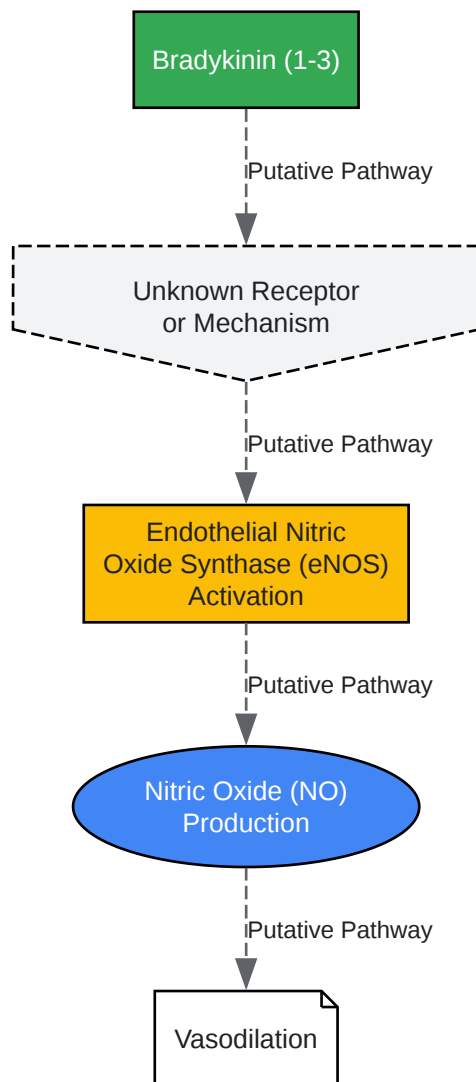 Bradykinin (1-3)
Putative Pathway
Unknown Receptor
or Mechanism
Putative Pathway
Endothelial Nitric
Oxide Synthase (eNOS)
Activation
Putative Pathway
Nitric Oxide (NO)
Production
Putative Pathway
Vasodilation